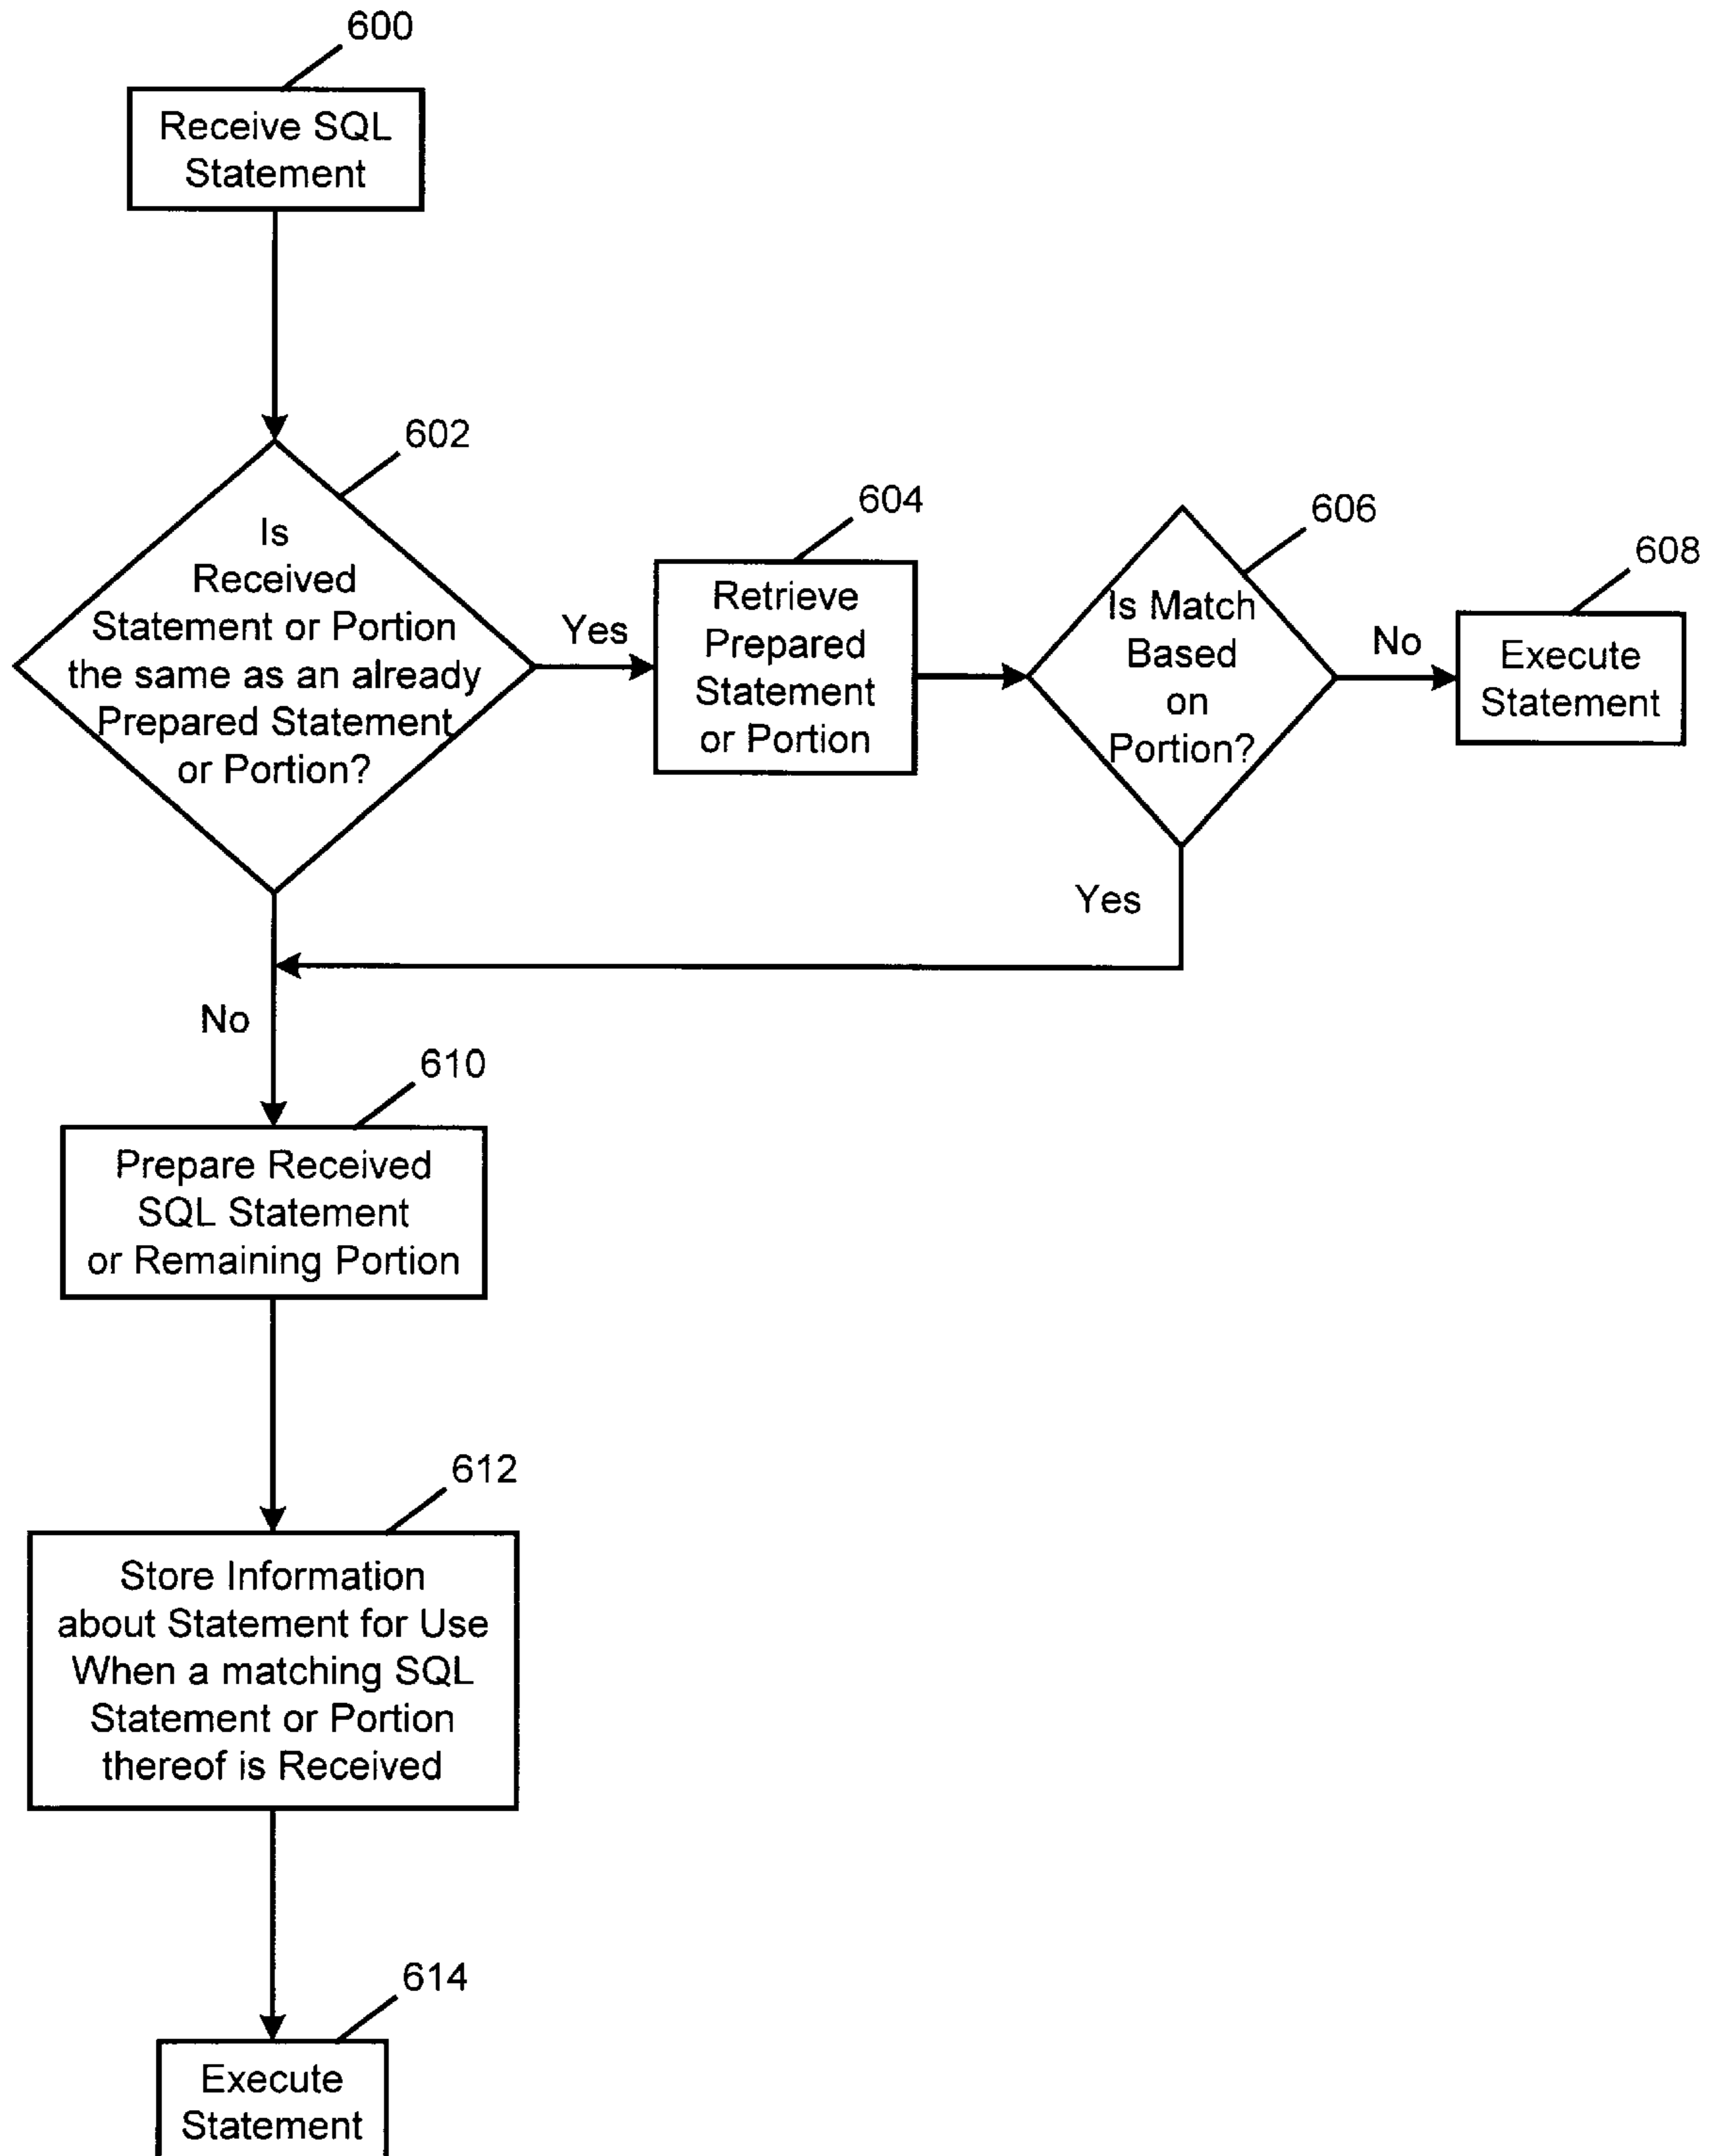 600
Receive SQL
Statement
602
Is
Received
Statement or Portion
the same as an already
Prepared Statement
or Portion?
Yes
604
Retrieve
Prepared
Statement
or Portion
606
Is Match
Based
on
Portion?
No
608
Execute
Statement
Yes
No
610
Prepare Received
SQL Statement
or Remaining Portion
612
Store Information
about Statement for Use
When a matching SQL
Statement or Portion
thereof is Received
614
Execute
Statement